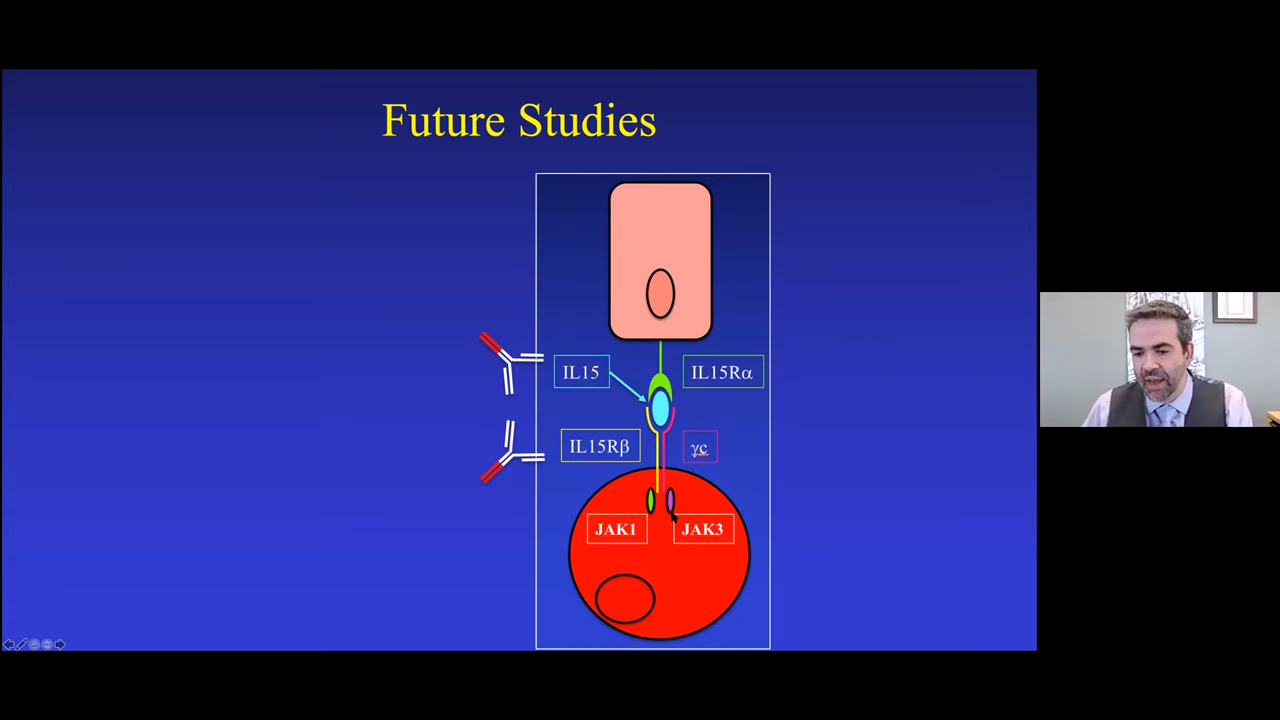 Future Studies
IL15
IL15Rα
IL15Rβ
γc
JAK1
JAK3